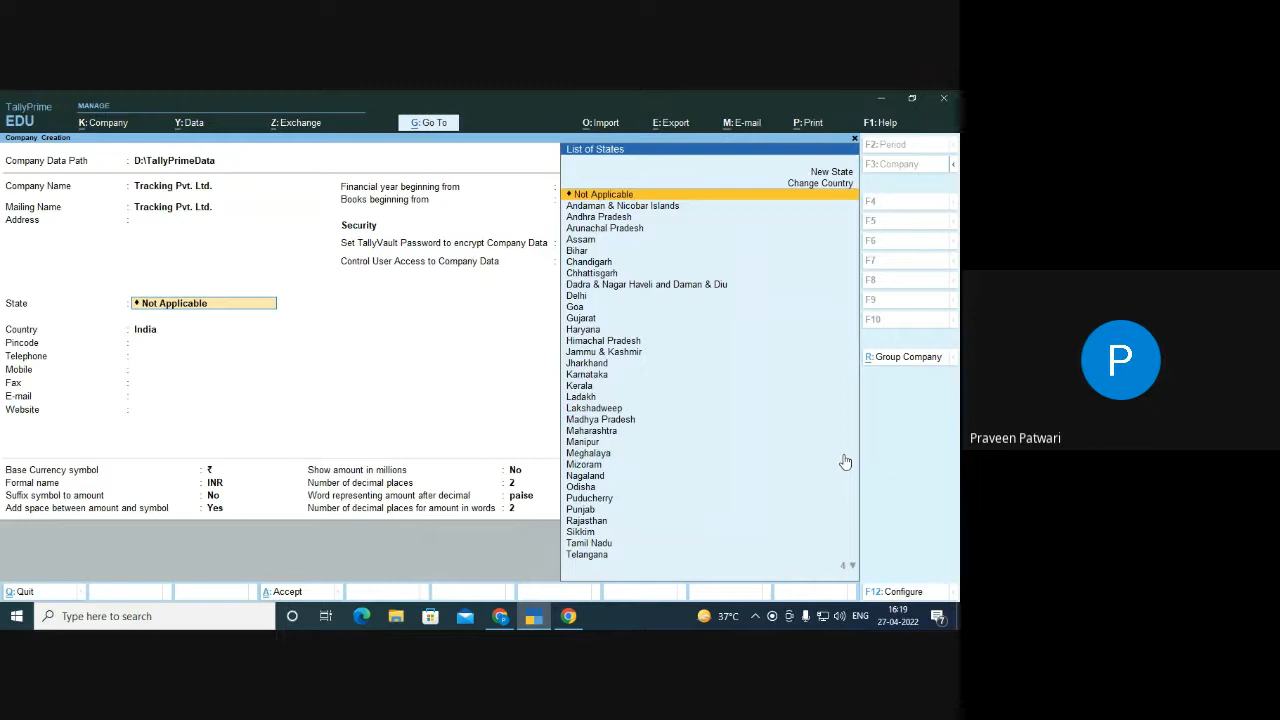 TallyPrime
EDU
MANAGE
K: Company
Y: Data
Z: Exchange
G: Go To
O: Import
E: Export
M: E-mail
P: Print
F1: Help
Company Creation
Company Data Path : D:\TallyPrimeData
Company Name : Tracking Pvt. Ltd.
Mailing Name : Tracking Pvt. Ltd.
Address :
State : ♦ Not Applicable
Country : India
Pincode :
Telephone :
Mobile :
Fax :
E-mail :
Website :
Financial year beginning from :
Books beginning from :
Security
Set TallyVault Password to encrypt Company Data :
Control User Access to Company Data :
Base Currency symbol : ₹
Formal name : INR
Suffix symbol to amount : No
Add space between amount and symbol : Yes
Show amount in millions : No
Number of decimal places : 2
Word representing amount after decimal : paise
Number of decimal places for amount in words : 2
List of States
New State
Change Country
♦ Not Applicable
Andaman & Nicobar Islands
Andhra Pradesh
Arunachal Pradesh
Assam
Bihar
Chandigarh
Chhattisgarh
Dadra & Nagar Haveli and Daman & Diu
Delhi
Goa
Gujarat
Haryana
Himachal Pradesh
Jammu & Kashmir
Jharkhand
Karnataka
Kerala
Ladakh
Lakshadweep
Madhya Pradesh
Maharashtra
Manipur
Meghalaya
Mizoram
Nagaland
Odisha
Puducherry
Punjab
Rajasthan
Sikkim
Tamil Nadu
Telangana
4 ▼
F2: Period
F3: Company
F4
F5
F6
F7
F8
F9
F10
R: Group Company
F12: Configure
Q: Quit
A: Accept
Type here to search
37°C
ENG
16:19
27-04-2022
7
P
Praveen Patwari